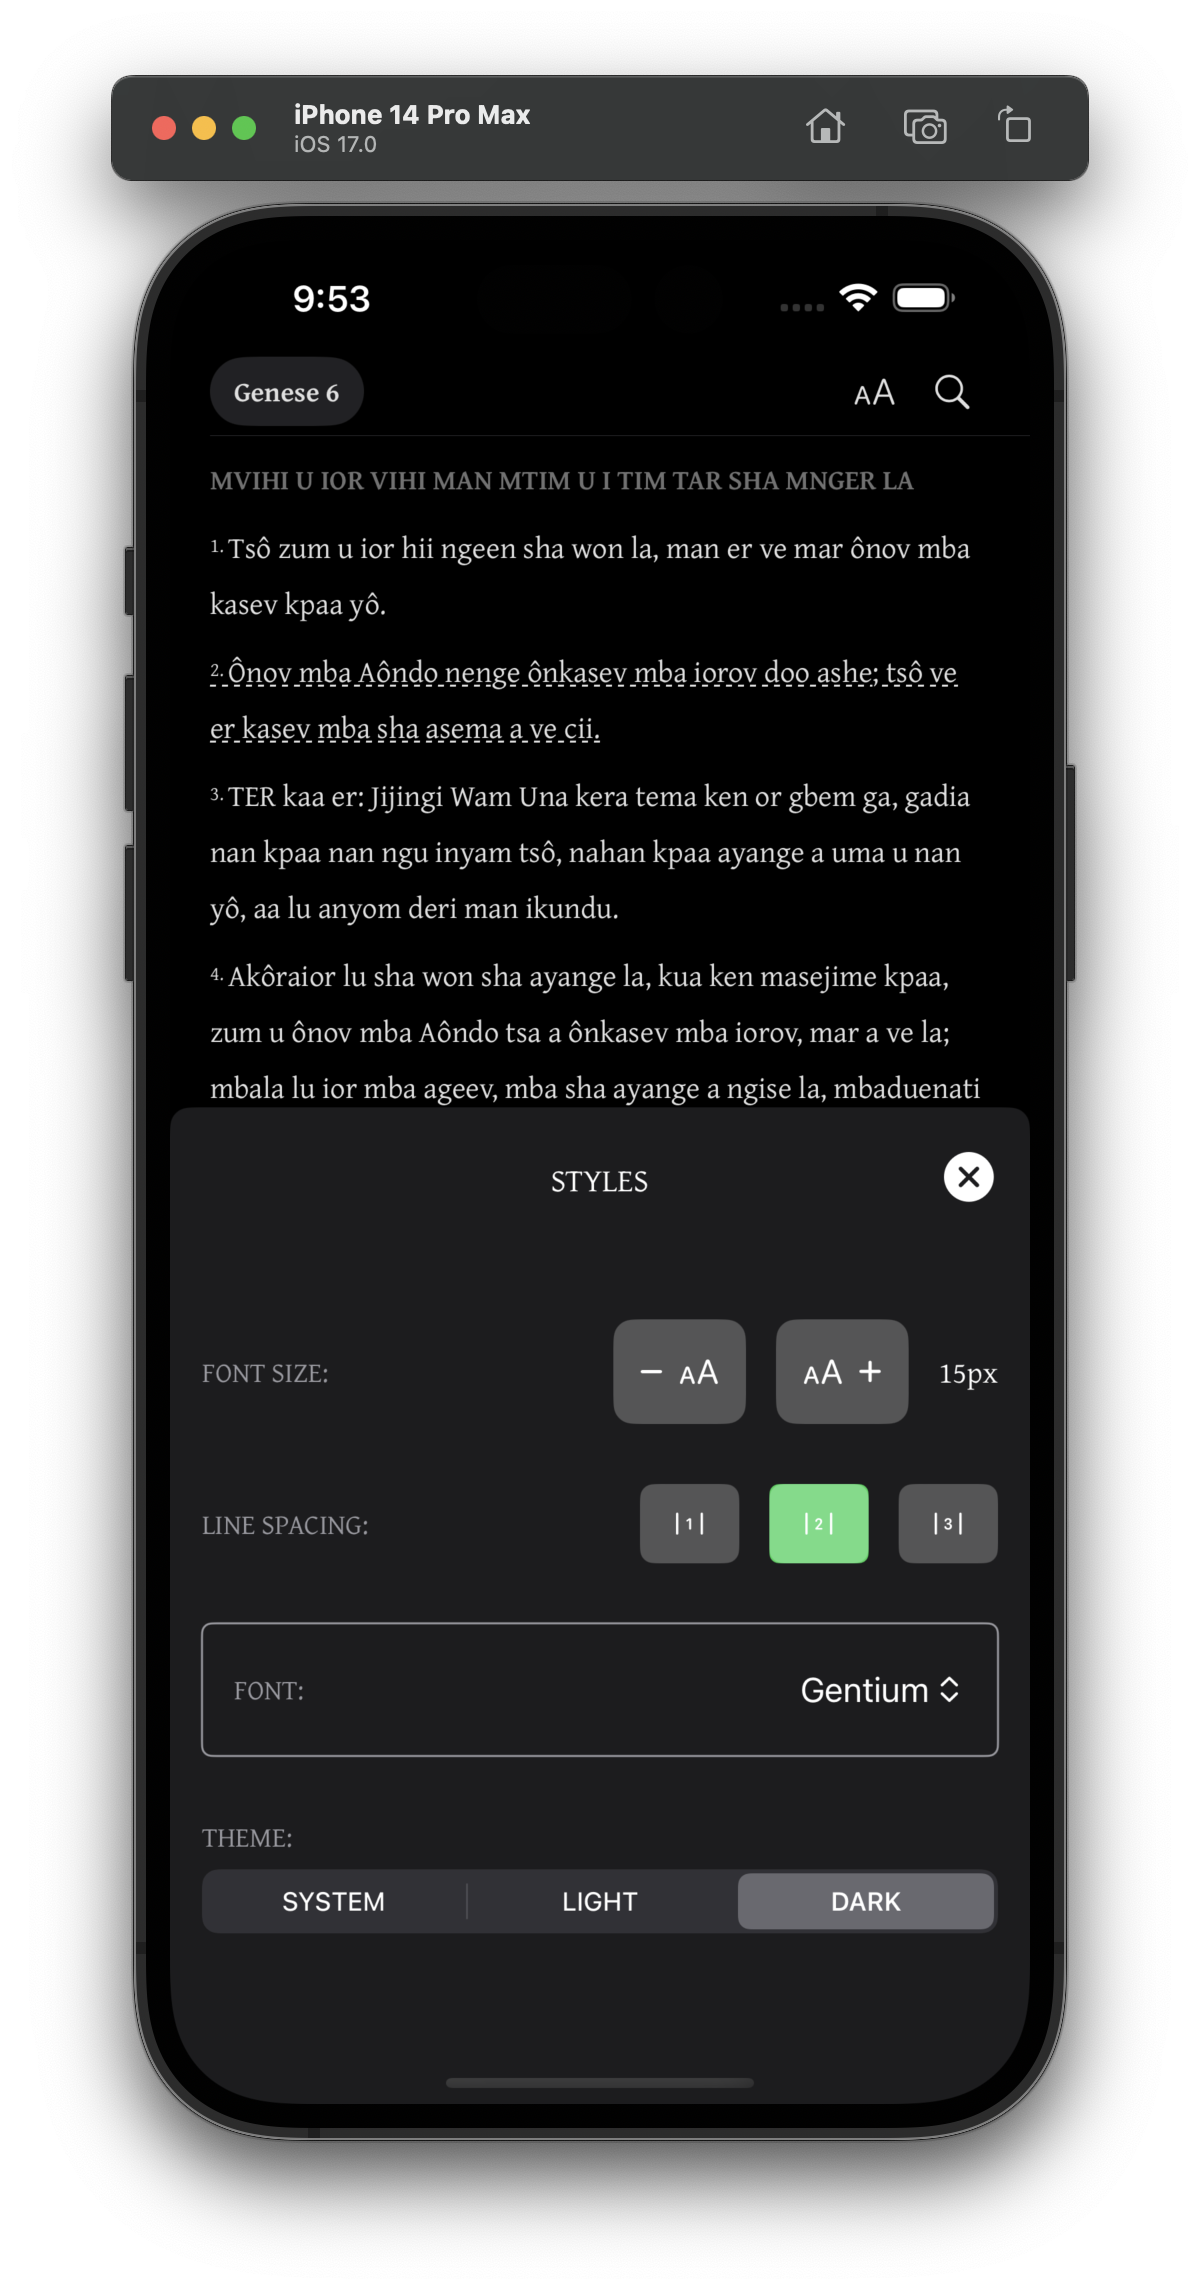 iPhone 14 Pro Max
iOS 17.0
9:53
Genese 6
AA
MVIHI U IOR VIHI MAN MTIM U I TIM TAR SHA MNGER LA
1. Tsô zum u ior hii ngeen sha won la, man er ve mar ônov mba
kasev kpaa yô.
2. Ônov mba Aôndo nenge ônkasev mba iorov doo ashe; tsô ve
er kasev mba sha asema a ve cii.
3. TER kaa er: Jijingi Wam Una kera tema ken or gbem ga, gadia
nan kpaa nan ngu inyam tsô, nahan kpaa ayange a uma u nan
yô, aa lu anyom deri man ikundu.
4. Akôraior lu sha won sha ayange la, kua ken masejime kpaa,
zum u ônov mba Aôndo tsa a ônkasev mba iorov, mar a ve la;
mbala lu ior mba ageev, mba sha ayange a ngise la, mbaduenati
STYLES
FONT SIZE:
− AA
AA +
15px
LINE SPACING:
|1|
|2|
|3|
FONT:
Gentium
THEME:
SYSTEM
LIGHT
DARK